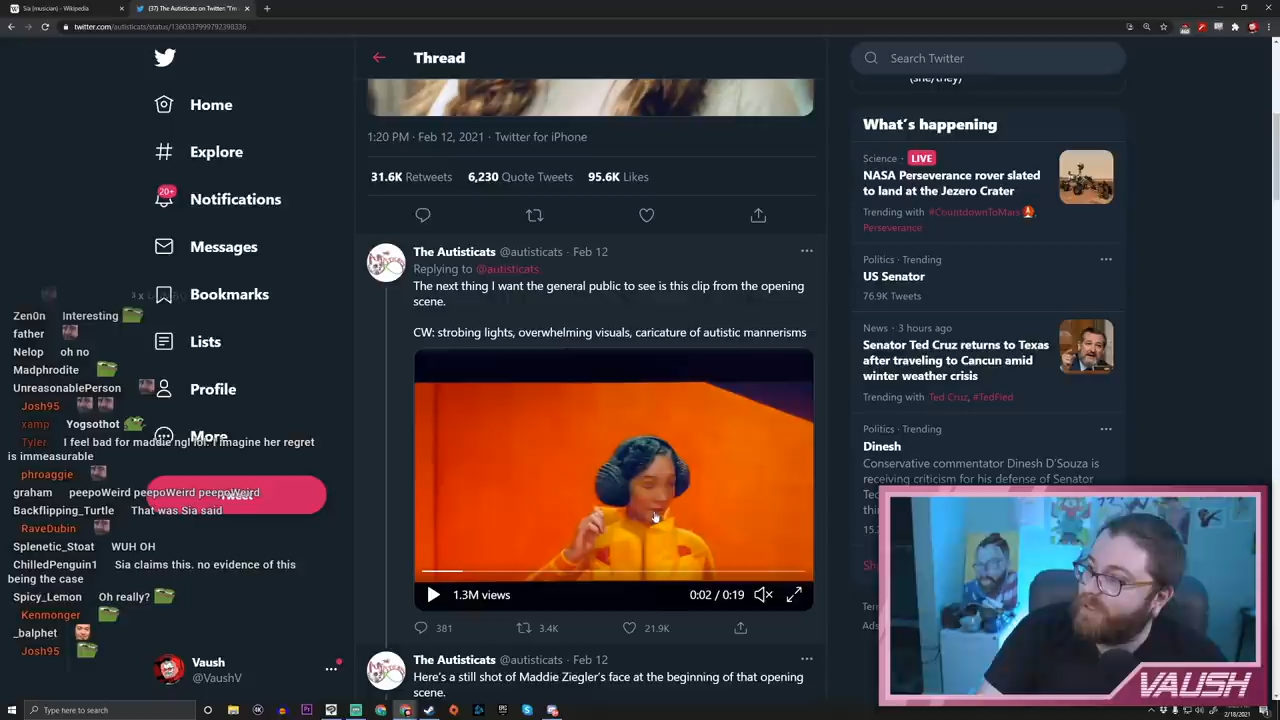 Sia (musician) - Wikipedia
(37) The Autisticats on Twitter: "I'm
twitter.com/autisticats/status/1360337999792398336
Home
Explore
20+
Notifications
Messages
Bookmarks
Lists
Profile
More
Zen0n Interesting
father
Nelop oh no
Madphrodite
UnreasonablePerson
Josh95
xamp Yogsothot
Tyler I feel bad for maddie ngl lol. I imagine her regret
is immeasurable
phroaggie
graham peepoWeird peepoWeird peepoWeird
Backflipping_Turtle That was Sia said
RaveDubin
Splenetic_Stoat WUH OH
ChilledPenguin1 Sia claims this. no evidence of this
being the case
Spicy_Lemon Oh really?
Kenmonger
_balphet
Josh95
Vaush
@VaushV
Thread
1:20 PM · Feb 12, 2021 · Twitter for iPhone
31.6K Retweets 6,230 Quote Tweets 95.6K Likes
The Autisticats @autisticats · Feb 12
Replying to @autisticats
The next thing I want the general public to see is this clip from the opening
scene.
CW: strobing lights, overwhelming visuals, caricature of autistic mannerisms
1.3M views
0:02 / 0:19
381 3.4K 21.9K
The Autisticats @autisticats · Feb 12
Here's a still
Ziegler's face at the beginning of the opening
scene.
Search Twitter
(she/they)
What's happening
Science · LIVE
NASA Perseverance rover slated
to land at the Jezero Crater
Trending with #CountdownToMars,
Perseverance
Politics · Trending
US Senator
76.9K Tweets
News · 3 hours ago
Senator Ted Cruz returns to Texas
after traveling to Cancun amid
winter weather crisis
Trending with Ted Cruz, #TedFled
Politics · Trending
Dinesh
Conservative commentator Dinesh D'Souza is
receiving criticism for his defense of Senator
VAUSH
Type here to search
2/18/2021